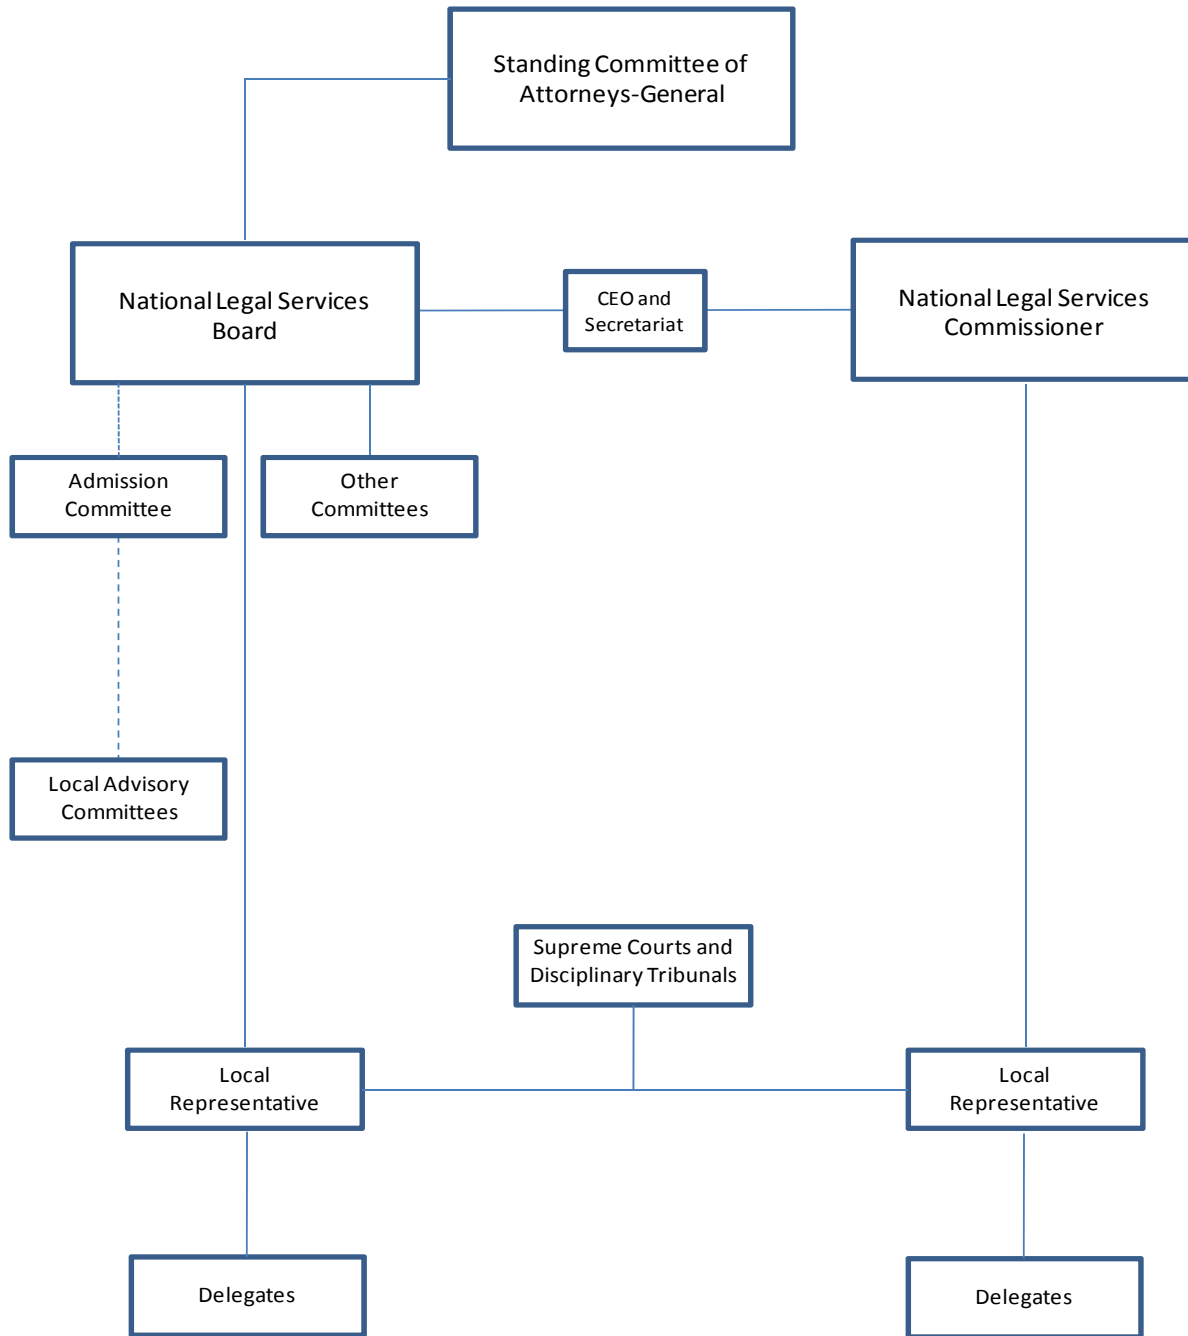 Standing Committee of
Attorneys-General
National Legal Services
Board
CEO and
Secretariat
National Legal Services
Commissioner
Admission
Committee
Other
Committees
Local Advisory
Committees
Supreme Courts and
Disciplinary Tribunals
Local
Representative
Local
Representative
Delegates
Delegates